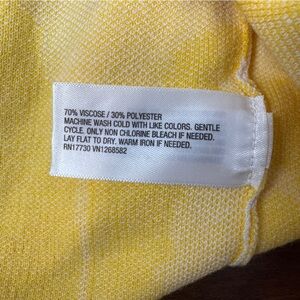 70% VISCOSE / 30% POLYESTER
MACHINE WASH COLD WITH LIKE COLORS. GENTLE
CYCLE. ONLY NON CHLORINE BLEACH IF NEEDED.
LAY FLAT TO DRY. WARM IRON IF NEEDED.
RN17730 VN1268582